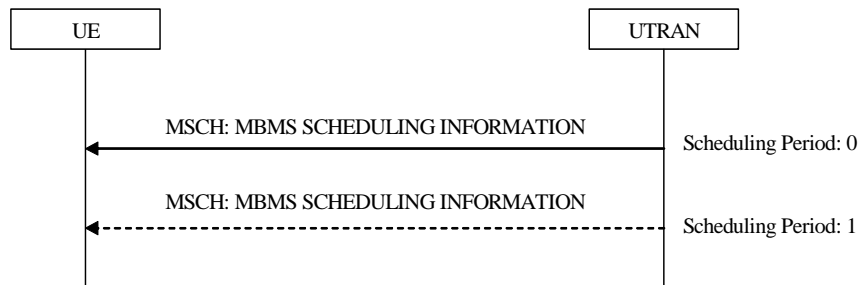 UE
UTRAN
MSCH: MBMS SCHEDULING INFORMATION
Scheduling Period: 0
MSCH: MBMS SCHEDULING INFORMATION
Scheduling Period: 1